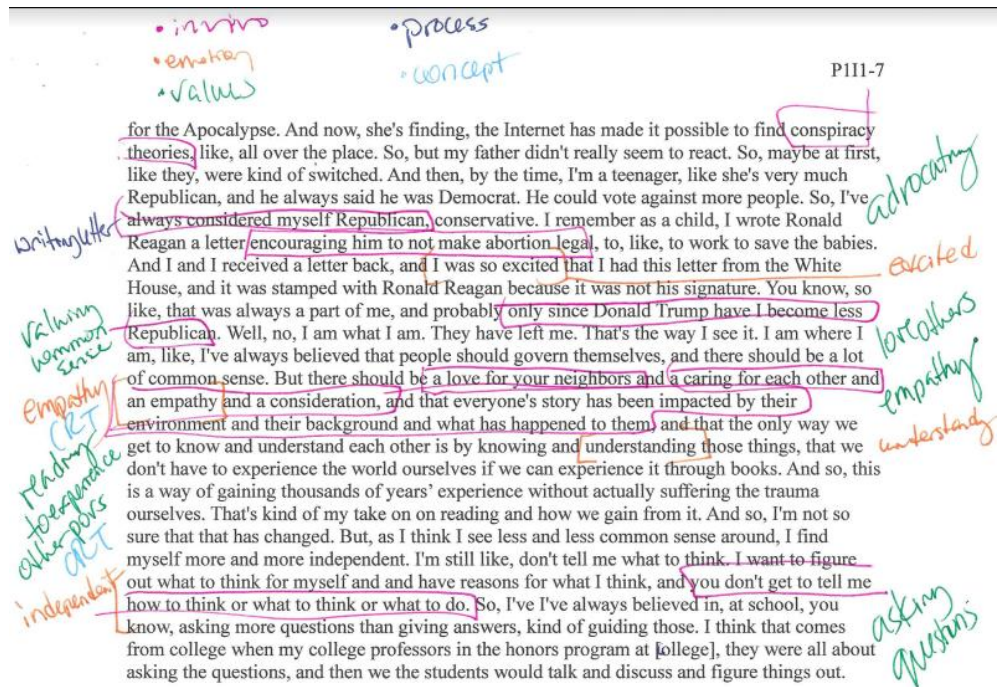 • invivo
• process
• emotion
• concept
• values
P1I1-7
for the Apocalypse. And now, she's finding, the Internet has made it possible to find conspiracy
theories, like, all over the place. So, but my father didn't really seem to react. So, maybe at first,
like they, were kind of switched. And then, by the time, I'm a teenager, like she's very much
Republican, and he always said he was Democrat. He could vote against more people. So, I've
always considered myself Republican, conservative. I remember as a child, I wrote Ronald
Reagan a letter encouraging him to not make abortion legal, to, like, to work to save the babies.
And I and I received a letter back, and I was so excited that I had this letter from the White
House, and it was stamped with Ronald Reagan because it was not his signature. You know, so
like, that was always a part of me, and probably only since Donald Trump have I become less
Republican. Well, no, I am what I am. They have left me. That's the way I see it. I am where I
am, like, I've always believed that people should govern themselves, and there should be a lot
of common sense. But there should be a love for your neighbors and a caring for each other and
an empathy and a consideration, and that everyone's story has been impacted by their
environment and their background and what has happened to them, and that the only way we
get to know and understand each other is by knowing and understanding those things, that we
don't have to experience the world ourselves if we can experience it through books. And so, this
is a way of gaining thousands of years' experience without actually suffering the trauma
ourselves. That's kind of my take on on reading and how we gain from it. And so, I'm not so
sure that that has changed. But, as I think I see less and less common sense around, I find
myself more and more independent. I'm still like, don't tell me what to think. I want to figure
out what to think for myself and and have reasons for what I think, and you don't get to tell me
how to think or what to think or what to do. So, I've I've always believed in, at school, you
know, asking more questions than giving answers, kind of guiding those. I think that comes
from college when my college professors in the honors program at [ollege], they were all about
asking the questions, and then we the students would talk and discuss and figure things out.
writing letter
valuing
common
sense
empathy
CRT
reading
to experience
other povs
CRT
independent
advocating
excited
love others
empathy
understandg
asking
questions